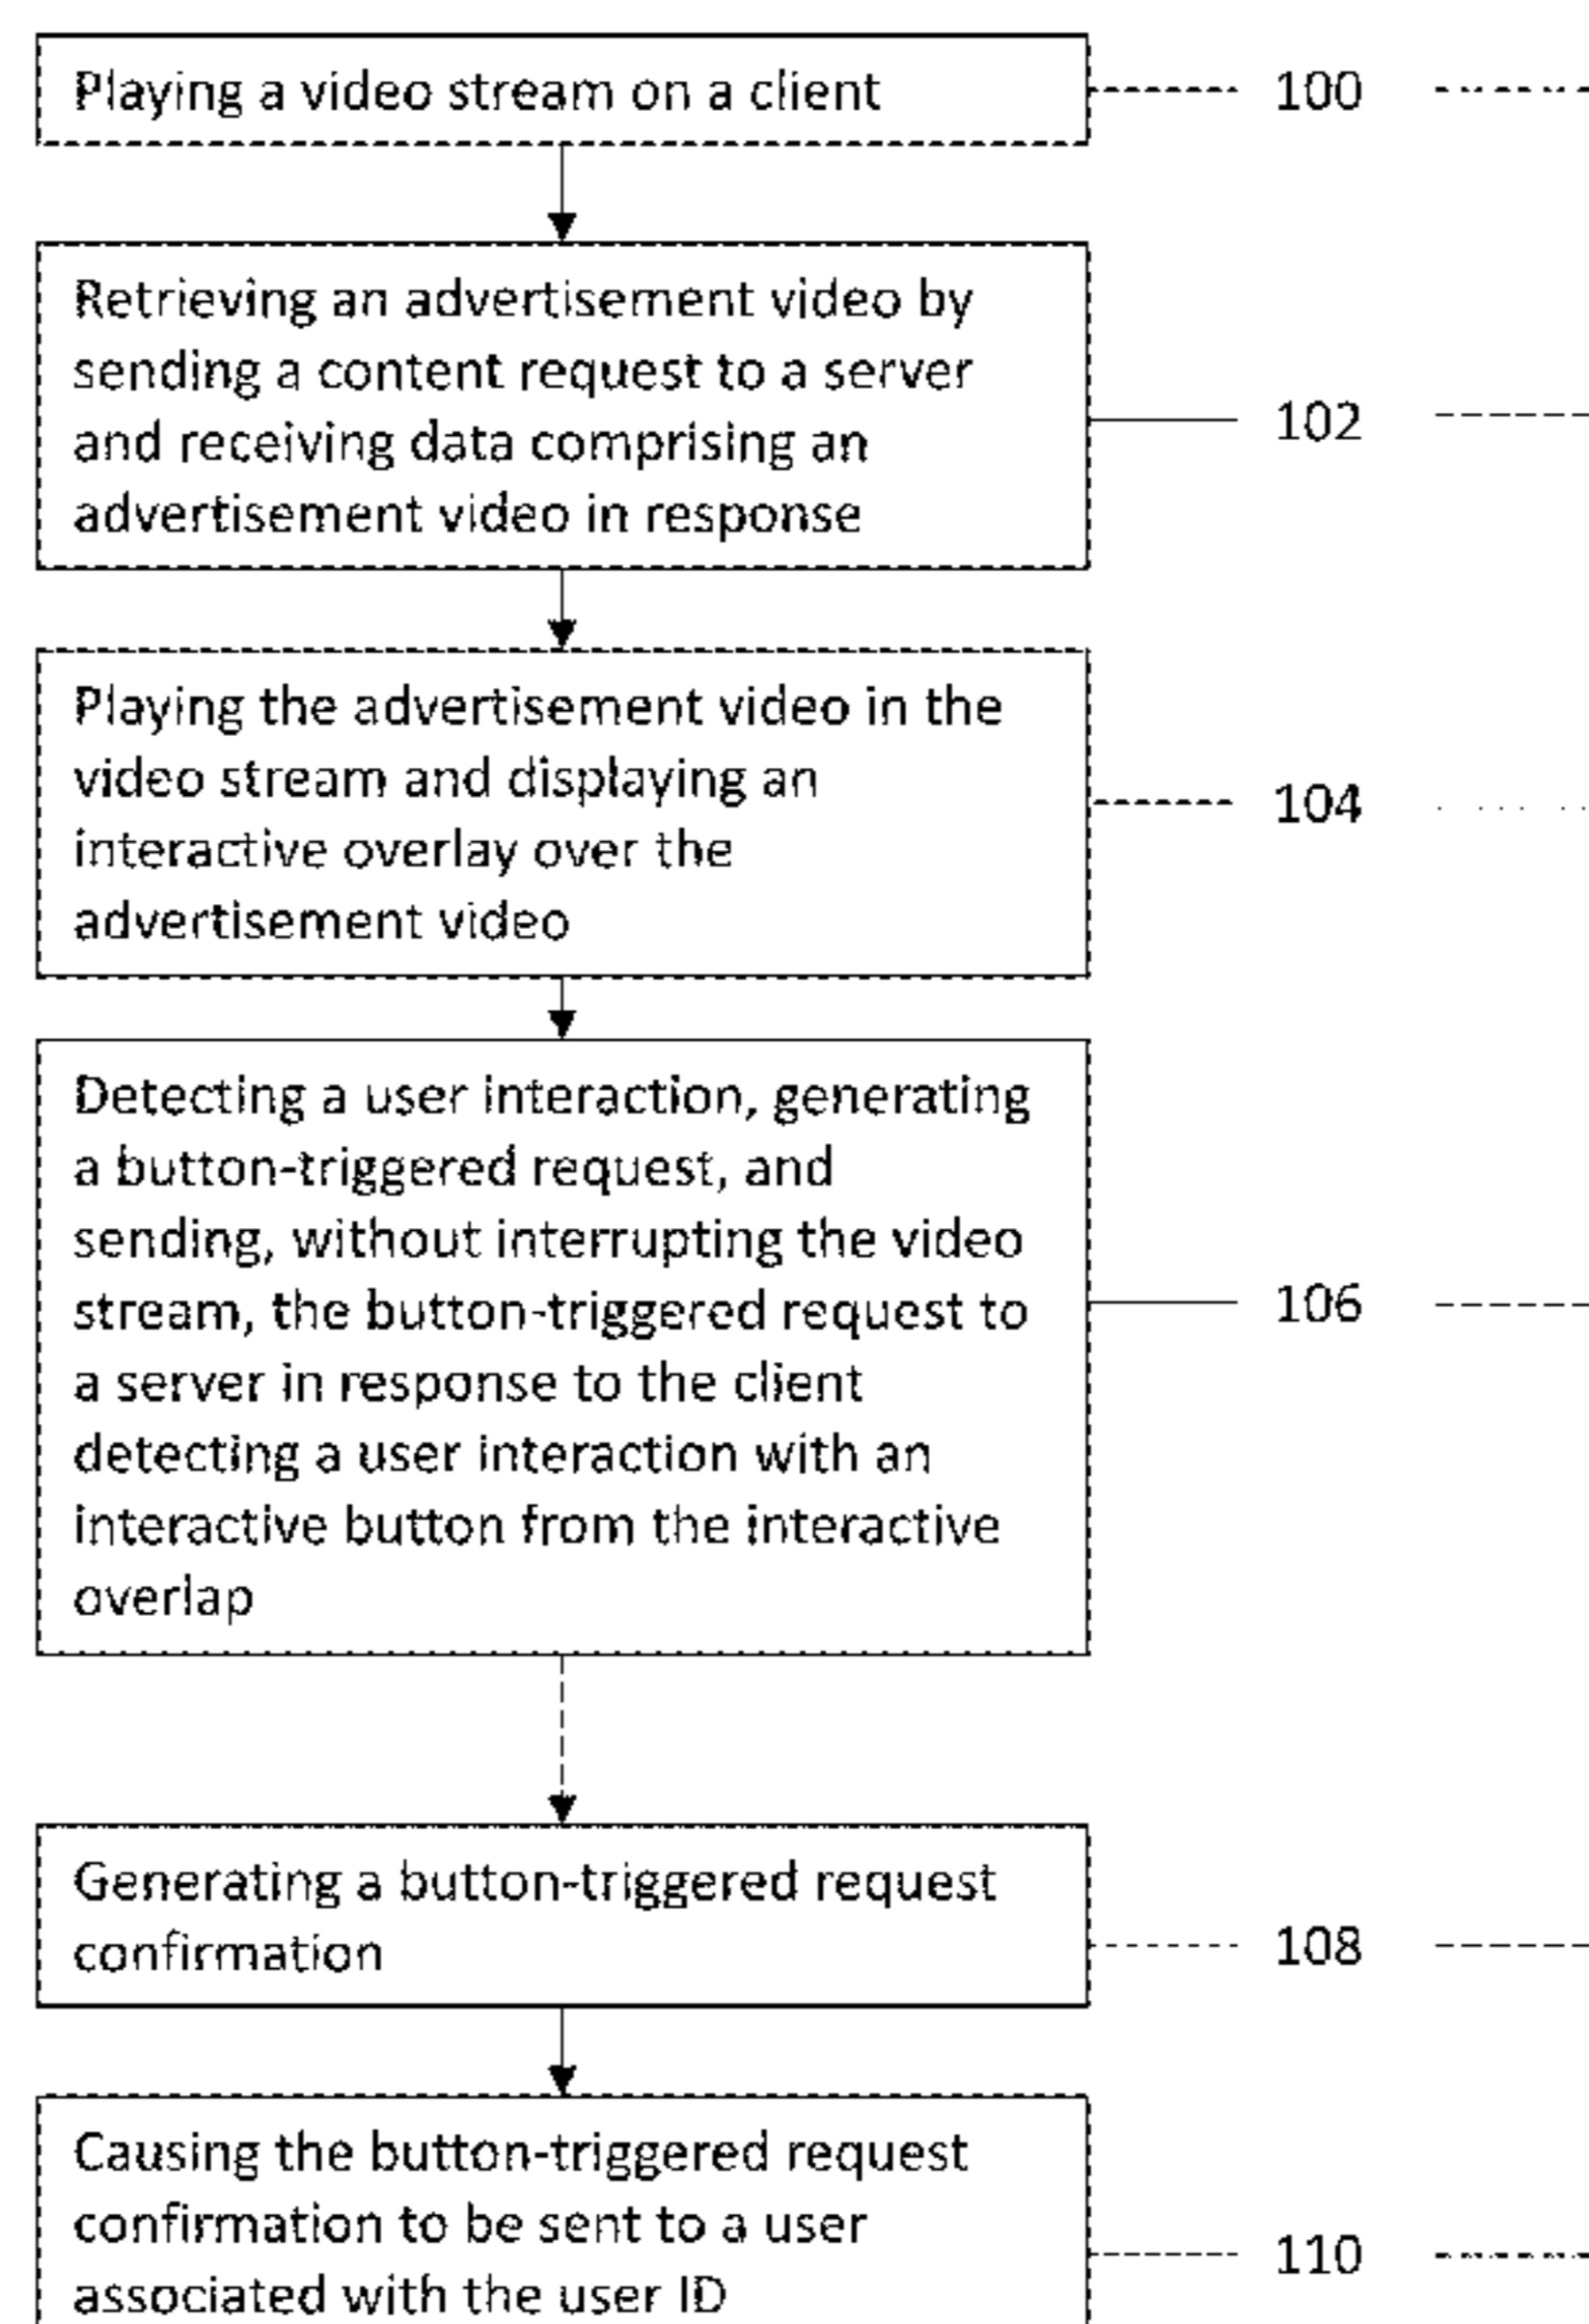 Playing a video stream on a client
100
Retrieving an advertisement video by
sending a content request to a server
and receiving data comprising an
advertisement video in response
102
Playing the advertisement video in the
video stream and displaying an
interactive overlay over the
advertisement video
104
Detecting a user interaction, generating
a button-triggered request, and
sending, without interrupting the video
stream, the button-triggered request to
a server in response to the client
detecting a user interaction with an
interactive button from the interactive
overlap
106
Generating a button-triggered request
confirmation
108
Causing the button-triggered request
confirmation to be sent to a user
associated with the user ID
110